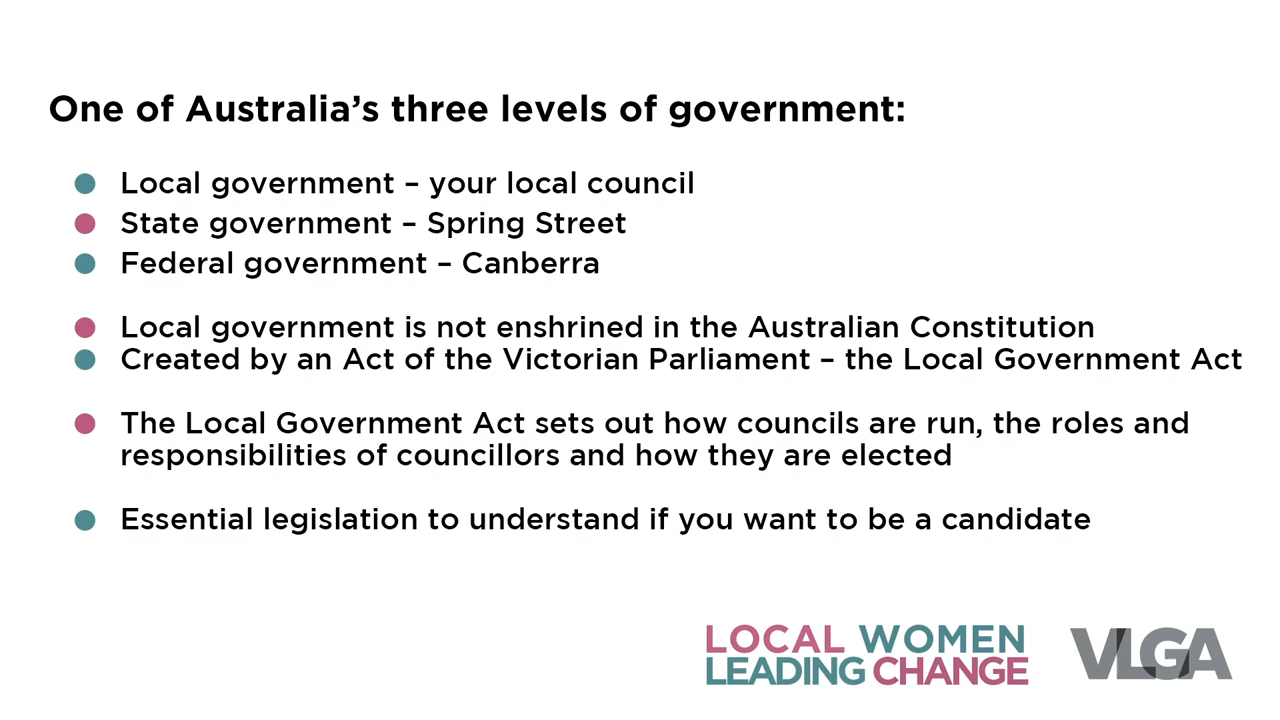 One of Australia’s three levels of government:
Local government – your local council
State government – Spring Street
Federal government – Canberra
Local government is not enshrined in the Australian Constitution
Created by an Act of the Victorian Parliament – the Local Government Act
The Local Government Act sets out how councils are run, the roles and
responsibilities of councillors and how they are elected
Essential legislation to understand if you want to be a candidate
LOCAL WOMEN
LEADING CHANGE
VLGA